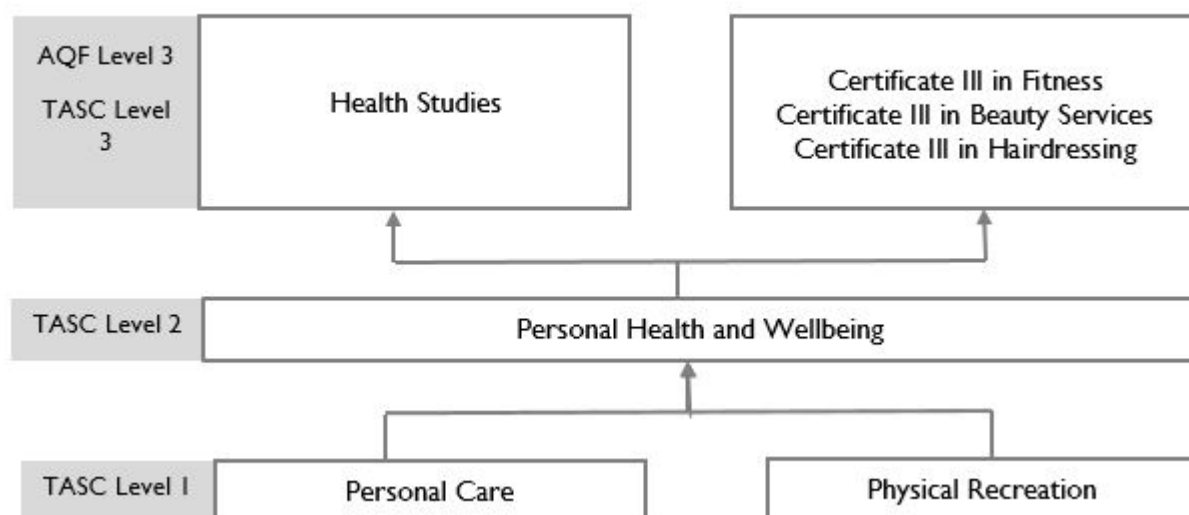 AQF Level 3
TASC Level
3
Health Studies
Certificate III in Fitness
Certificate III in Beauty Services
Certificate III in Hairdressing
TASC Level 2
Personal Health and Wellbeing
TASC Level 1
Personal Care
Physical Recreation